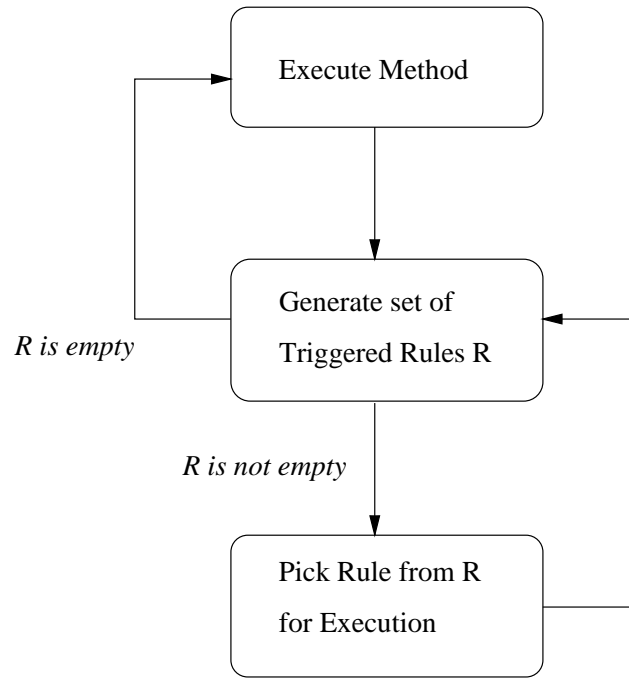 Execute Method
Generate set of
Triggered Rules R
R is empty
R is not empty
Pick Rule from R
for Execution